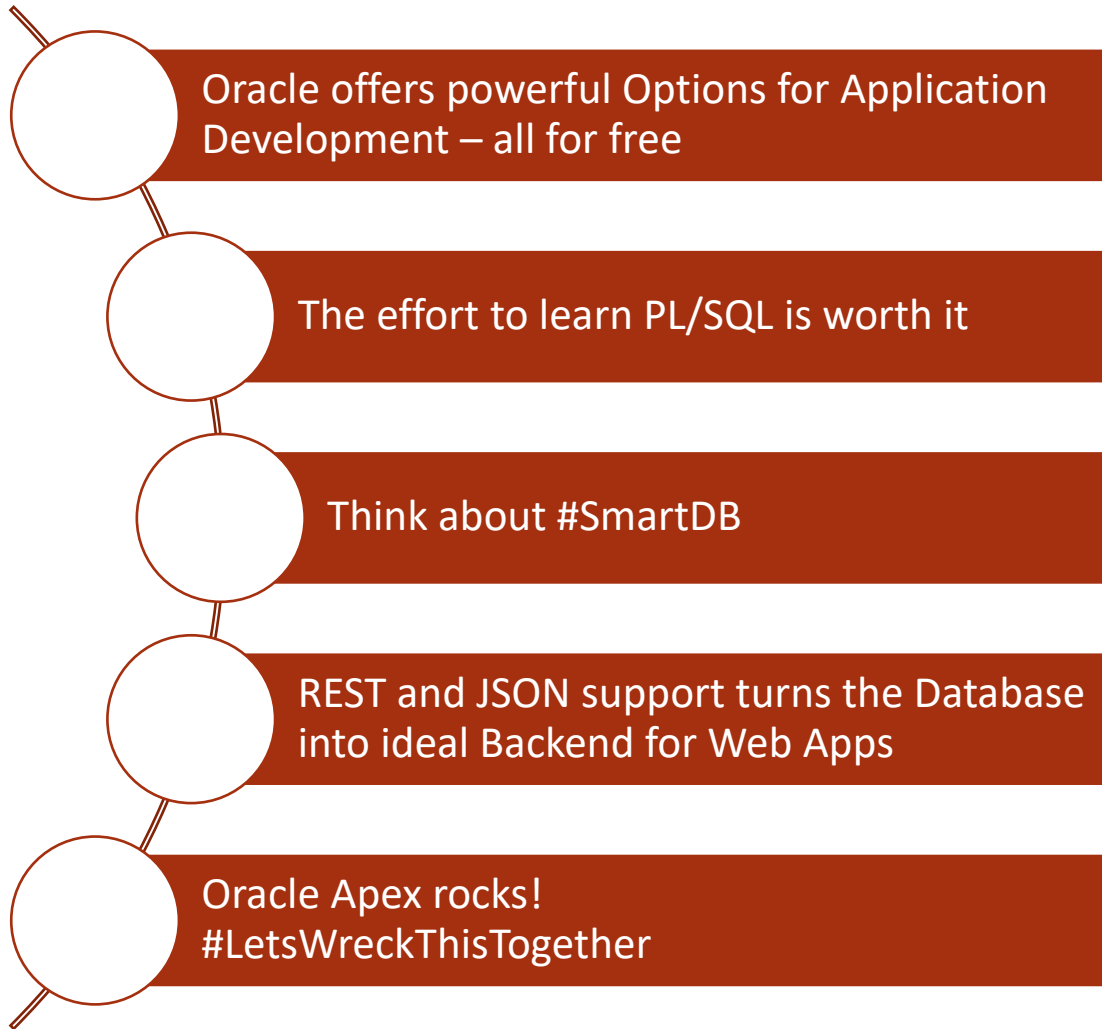 Oracle offers powerful Options for Application
Development – all for free
The effort to learn PL/SQL is worth it
Think about #SmartDB
REST and JSON support turns the Database
into ideal Backend for Web Apps
Oracle Apex rocks!
#LetsWreckThisTogether